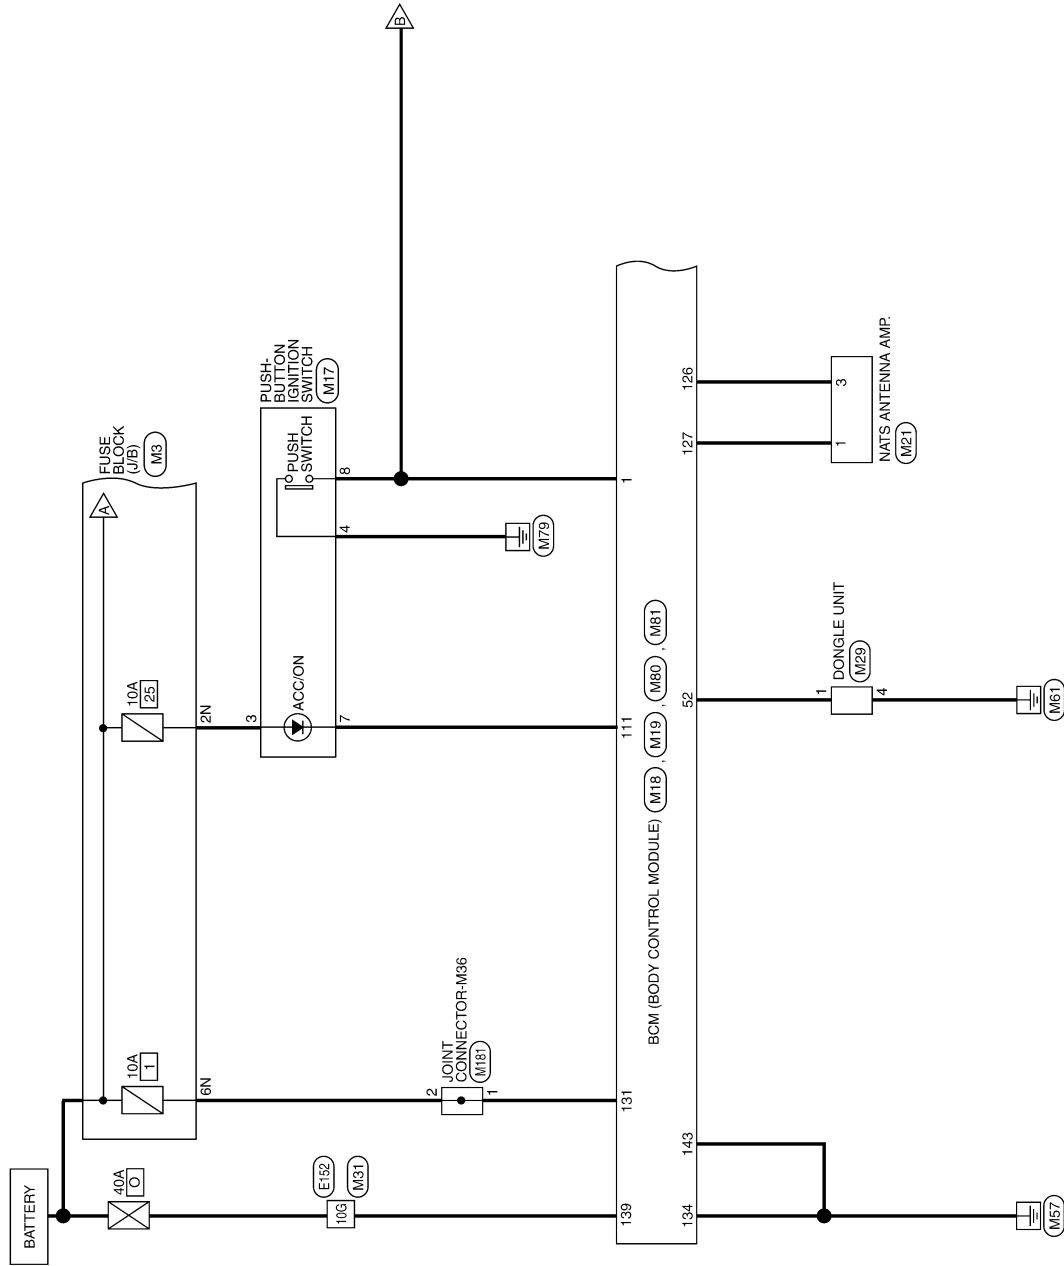 BATTERY
40A
O
E152
M31
10G
139
FUSE
BLOCK
(J/B)
M3
A
10A
1
6N
10A
25
2N
JOINT
CONNECTOR-M36
M181
2
1
131
PUSH-
BUTTON
IGNITION
SWITCH
M17
PUSH
SWITCH
ACC/ON
3
7
4
8
M79
B
111
1
BCM (BODY CONTROL MODULE) M18 , M19 , M80 , M81
134
143
52
127
126
M57
DONGLE UNIT
M29
1
4
M61
1
3
NATS ANTENNA AMP.
M21